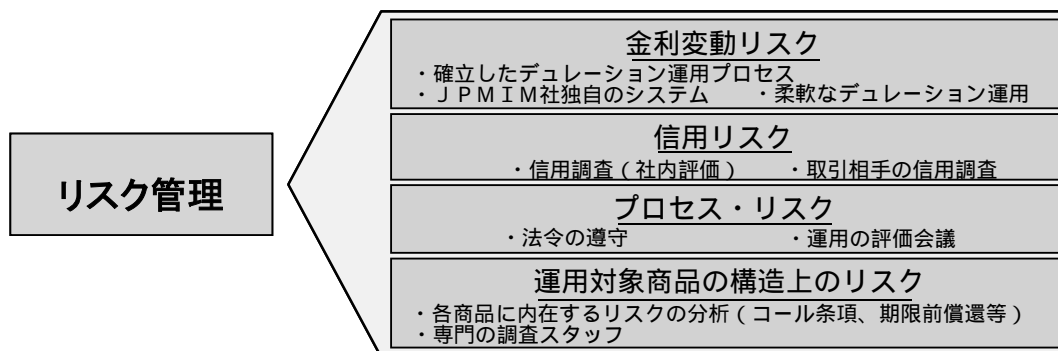 リスク管理
金利変動リスク
・確立したデュレーション運用プロセス
・ＪＰＭＩＭ社独自のシステム　・柔軟なデュレーション運用
信用リスク
・信用調査（社内評価）　・取引相手の信用調査
プロセス・リスク
・法令の遵守　・運用の評価会議
運用対象商品の構造上のリスク
・各商品に内在するリスクの分析（コール条項、期限前償還等）
・専門の調査スタッフ